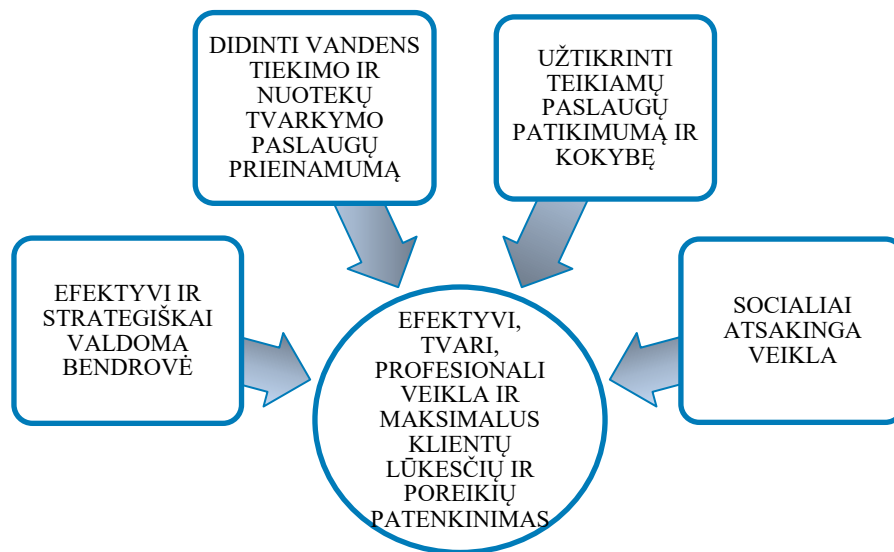 DIDINTI VANDENS
TIEKIMO IR
NUOTEKŲ
TVARKYMO
PASLAUGŲ
PRIEINAMUMĄ
UŽTIKRINTI
TEIKIAMŲ
PASLAUGŲ
PATIKIMUMĄ IR
KOKYBĘ
EFEKTYVI IR
STRATEGIŠKAI
VALDOMA
BENDROVĖ
SOCIALIAI
ATSAKINGA
VEIKLA
EFEKTYVI,
TVARI,
PROFESIONALI
VEIKLA IR
MAKSIMALUS
KLIENTŲ
LŪKESČIŲ IR
POREIKIŲ
PATENKINIMAS